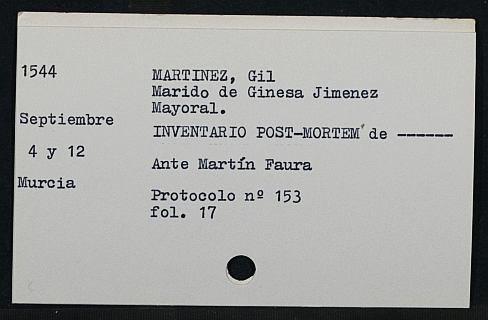 1544
Septiembre
4 y 12
Murcia
MARTINEZ, Gil
Marido de Ginesa Jimenez
Mayoral.
INVENTARIO POST-MORTEM de ------
Ante Martín Faura
Protocolo nº 153
fol. 17